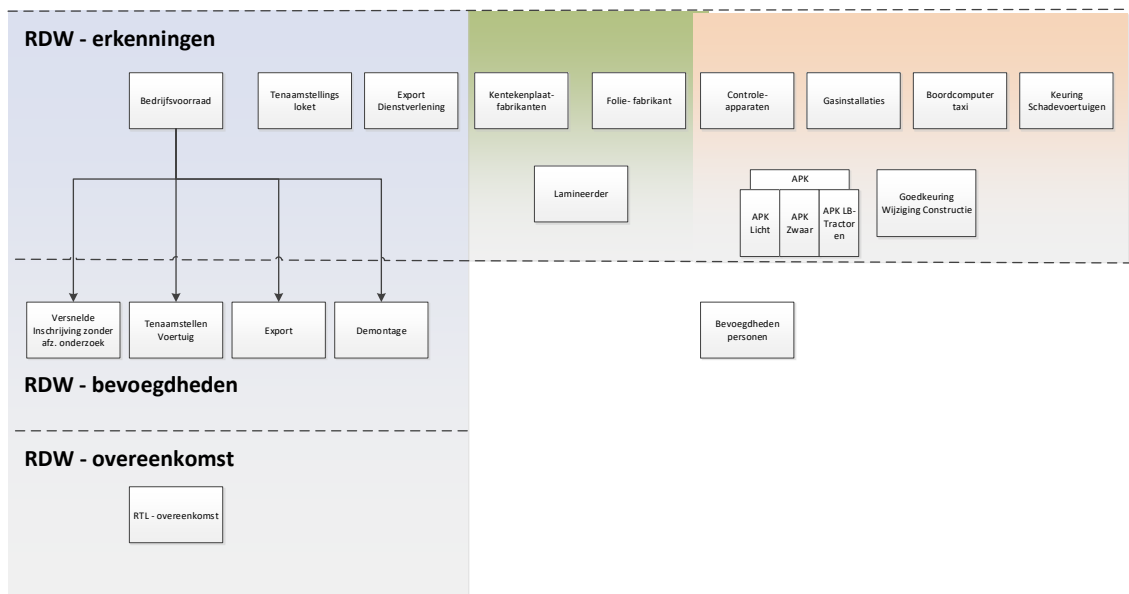 RDW - erkenningen
Bedrijfsvoorraad
Tenaamstellings
loket
Export
Dienstverlening
Kentekenplaat-
fabrikanten
Folie- fabrikant
Controle-
apparaten
Gasinstallaties
Boordcomputer
taxi
Keuring
Schadevoertuigen
Lamineerder
APK
APK
Licht
APK
Zwaar
APK LB-
Tractor
en
Goedkeuring
Wijziging Constructie
Versnelde
Inschrijving zonder
afz. onderzoek
Tenaamstellen
Voertuig
Export
Demontage
Bevoegdheden
personen
RDW - bevoegdheden
RDW - overeenkomst
RTL - overeenkomst